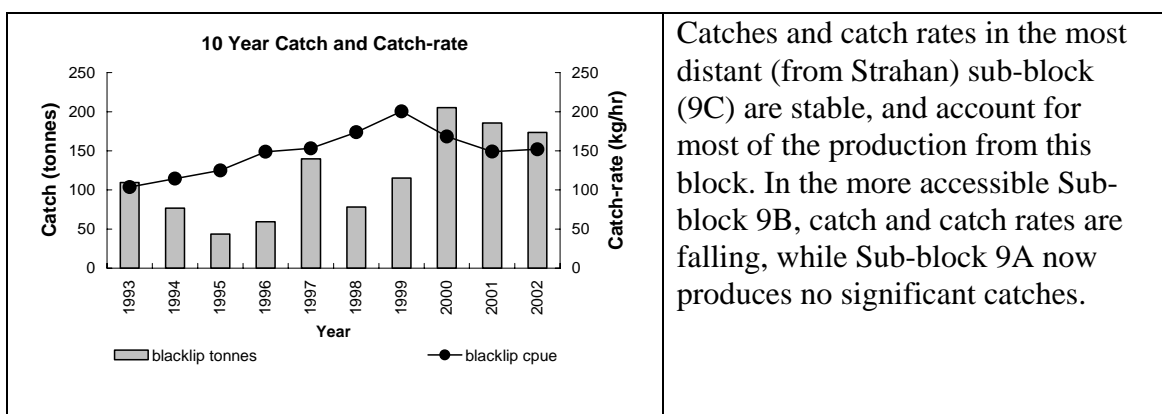 10 Year Catch and Catch-rate
250
200
150
100
50
0
Catch (tonnes)
250
200
150
100
50
0
Catch-rate (kg/hr)
1993
1994
1995
1996
1997
1998
1999
2000
2001
2002
Year
blacklip tonnes
blacklip cpue
Catches and catch rates in the most
distant (from Strahan) sub-block
(9C) are stable, and account for
most of the production from this
block. In the more accessible Sub-
block 9B, catch and catch rates are
falling, while Sub-block 9A now
produces no significant catches.